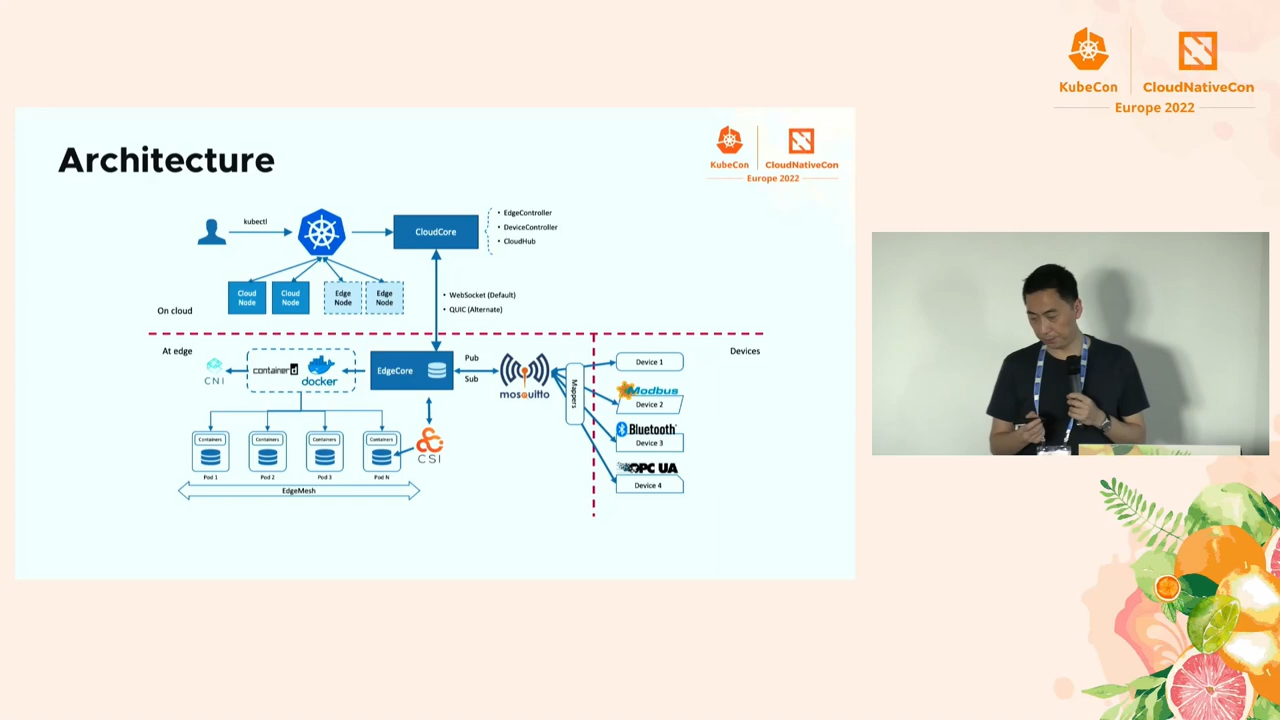 KubeCon
CloudNativeCon
Europe 2022
Architecture
KubeCon
CloudNativeCon
Europe 2022
kubectl
CloudCore
• EdgeController
• DeviceController
• CloudHub
Cloud Node
Cloud Node
Edge Node
Edge Node
• WebSocket (Default)
• QUIC (Alternate)
On cloud
At edge
Devices
CNI
containerd
docker
EdgeCore
Pub
Sub
mosquitto
Mappers
Device 1
Modbus
Device 2
Bluetooth
Device 3
OPC UA
Device 4
Containers
Containers
Containers
Containers
CSI
Pod 1
Pod 2
Pod 3
Pod N
EdgeMesh